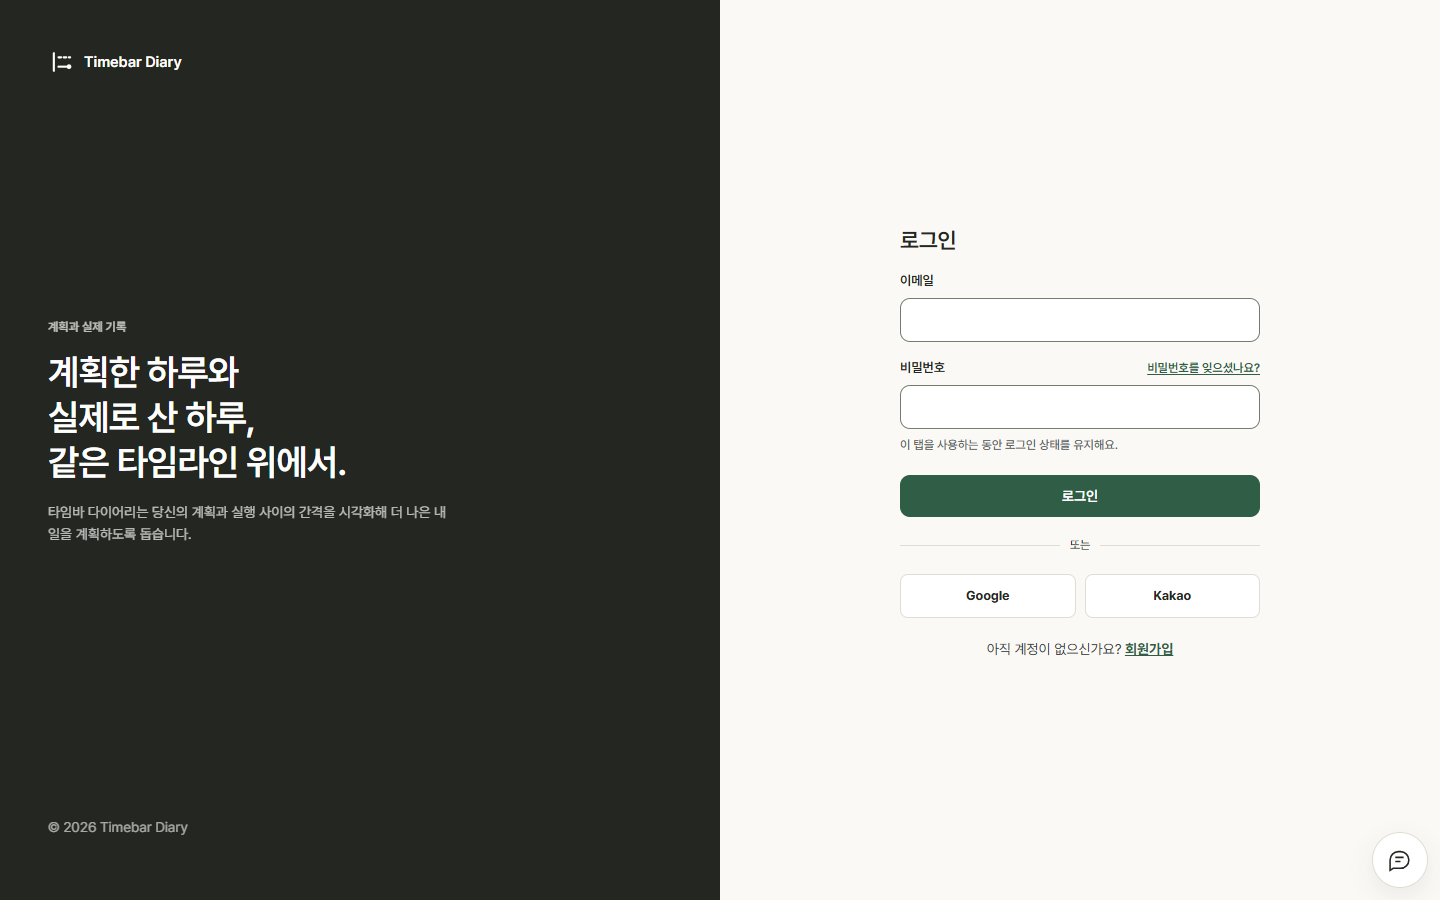 Timebar Diary
계획과 실제 기록
계획한 하루와
실제로 산 하루,
같은 타임라인 위에서.
타임바 다이어리는 당신의 계획과 실행 사이의 간격을 시각화해 더 나은 내
일을 계획하도록 돕습니다.
© 2026 Timebar Diary
로그인
이메일
비밀번호
비밀번호를 잊으셨나요?
이 탭을 사용하는 동안 로그인 상태를 유지해요.
로그인
또는
Google
Kakao
아직 계정이 없으신가요? 회원가입